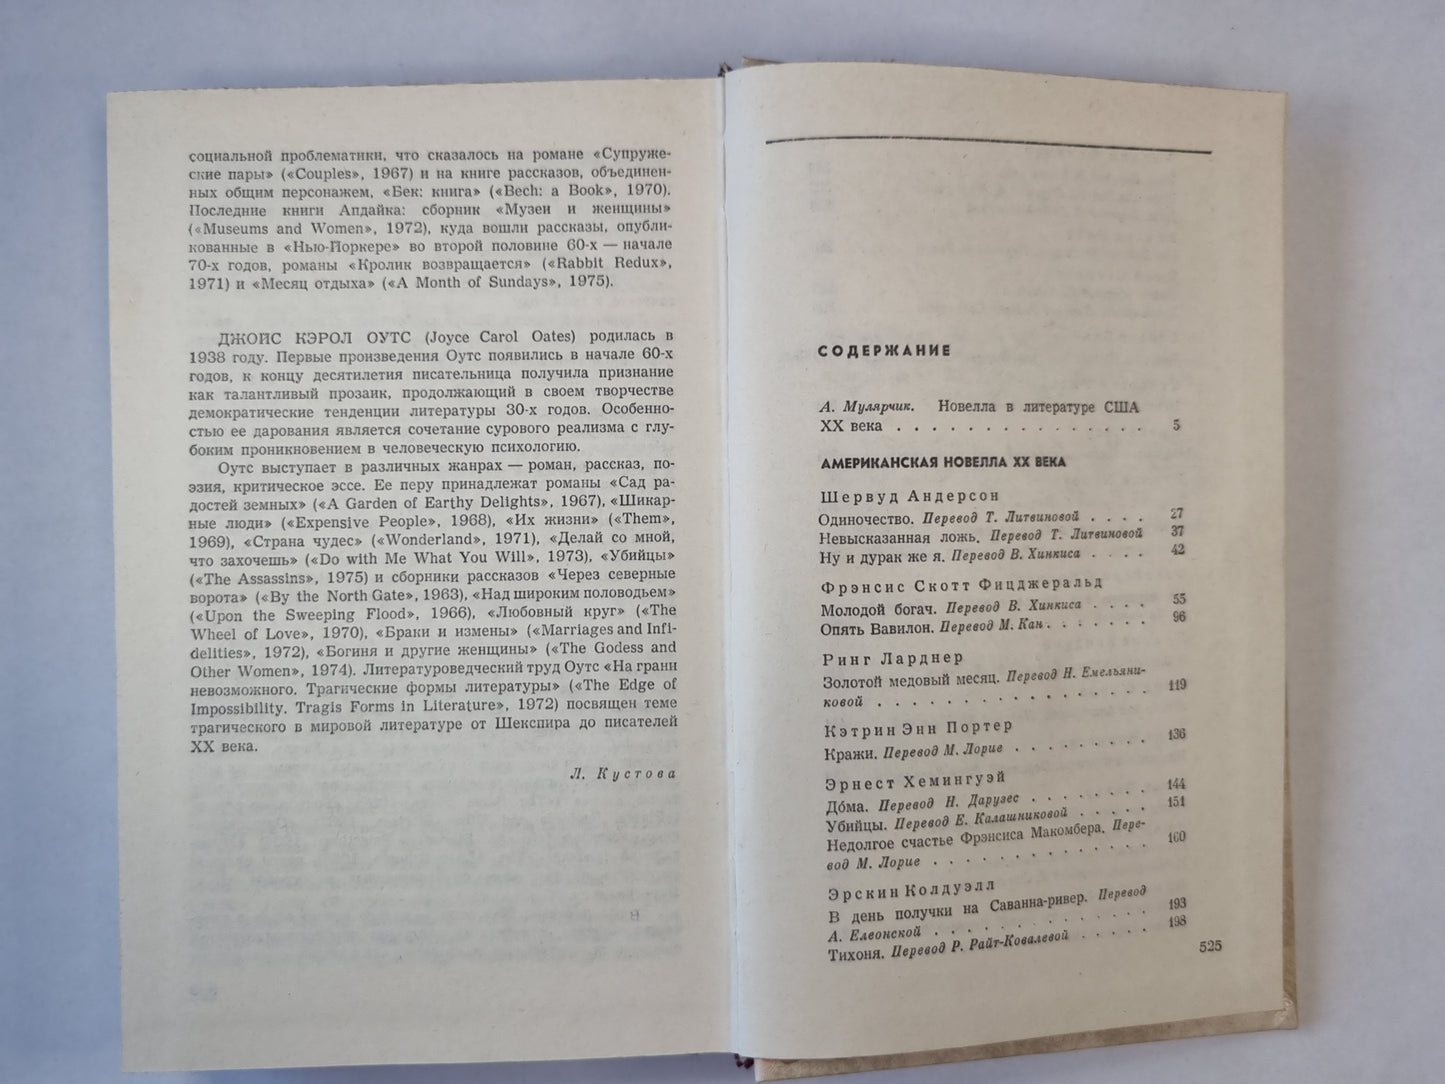 социальной проблематики, что сказалось на романе «Супруже-
ские пары» («Couples», 1967) и на книге рассказов, объединен-
ных общим персонажем, «Бек: книга» («Bech: a Book», 1970).
Последние книги Апдайка: сборник «Музеи и женщины»
(«Museums and Women», 1972), куда вошли рассказы, опубли-
кованные в «Нью-Йоркере» во второй половине 60-х — начале
70-х годов, романы «Кролик возвращается» («Rabbit Redux»,
1971) и «Месяц отдыха» («A Month of Sundays», 1975).
ДЖОЙС КЭРОЛ ОУТС (Joyce Carol Oates) родилась в
1938 году. Первые произведения Оутс появились в начале 60-х
годов, к концу десятилетия писательница получила признание
как талантливый прозаик, продолжающий в своем творчестве
демократические тенденции литературы 30-х годов. Особенно-
стью ее дарования является сочетание сурового реализма с глу-
боким проникновением в человеческую психологию.
Оутс выступает в различных жанрах — роман, рассказ, по-
эзия, критическое эссе. Ее перу принадлежат романы «Сад ра-
достей земных» («A Garden of Earthy Delights», 1967), «Шикар-
ные люди» («Expensive People», 1968), «Их жизни» («Them»,
1969), «Страна чудес» («Wonderland», 1971), «Делай со мной,
что захочешь» («Do with Me What You Will», 1973), «Убийцы»
(«The Assassins», 1975) и сборники рассказов «Через северные
ворота» («By the North Gate», 1963), «Над широким половодьем»
(«Upon the Sweeping Flood», 1966), «Любовный круг» («The
Wheel of Love», 1970), «Браки и измены» («Marriages and Infi-
delities», 1972), «Богиня и другие женщины» («The Godess and
Other Women», 1974). Литературоведческий труд Оутс «На грани
невозможного. Трагические формы литературы» («The Edge of
Impossibility. Tragis Forms in Literature», 1972) посвящен теме
трагического в мировой литературе от Шекспира до писателей
XX века.
Л. Кустова
СОДЕРЖАНИЕ
А. Мулярчик. Новелла в литературе США
XX века . . . . . . . . . . . . . . 5
АМЕРИКАНСКАЯ НОВЕЛЛА XX ВЕКА
Шервуд Андерсон
Одиночество. Перевод Т. Литвиновой . . . . 27
Невысказанная ложь. Перевод Т. Литвиновой 37
Ну и дурак же я. Перевод В. Хинкиса . . . . 42
Фрэнсис Скотт Фицджеральд
Молодой богач. Перевод В. Хинкиса . . . . 55
Опять Вавилон. Перевод М. Кан . . . . . . . 96
Ринг Ларднер
Золотой медовый месяц. Перевод Н. Емельяни-
ковой . . . . . . . . . . . . . . 119
Кэтрин Энн Портер
Кражи. Перевод М. Лорие . . . . . . . . 136
Эрнест Хемингуэй
До́ма. Перевод Н. Дарузес . . . . . . . 144
Убийцы. Перевод Е. Калашниковой . . . . . 151
Недолгое счастье Фрэнсиса Макомбера. Пере-
вод М. Лорие . . . . . . . . . . . 160
Эрскин Колдуэлл
В день получки на Саванна-ривер. Перевод
А. Елеонской . . . . . . . . . . . 193
Тихоня. Перевод Р. Райт-Ковалевой . . . . . 198
525